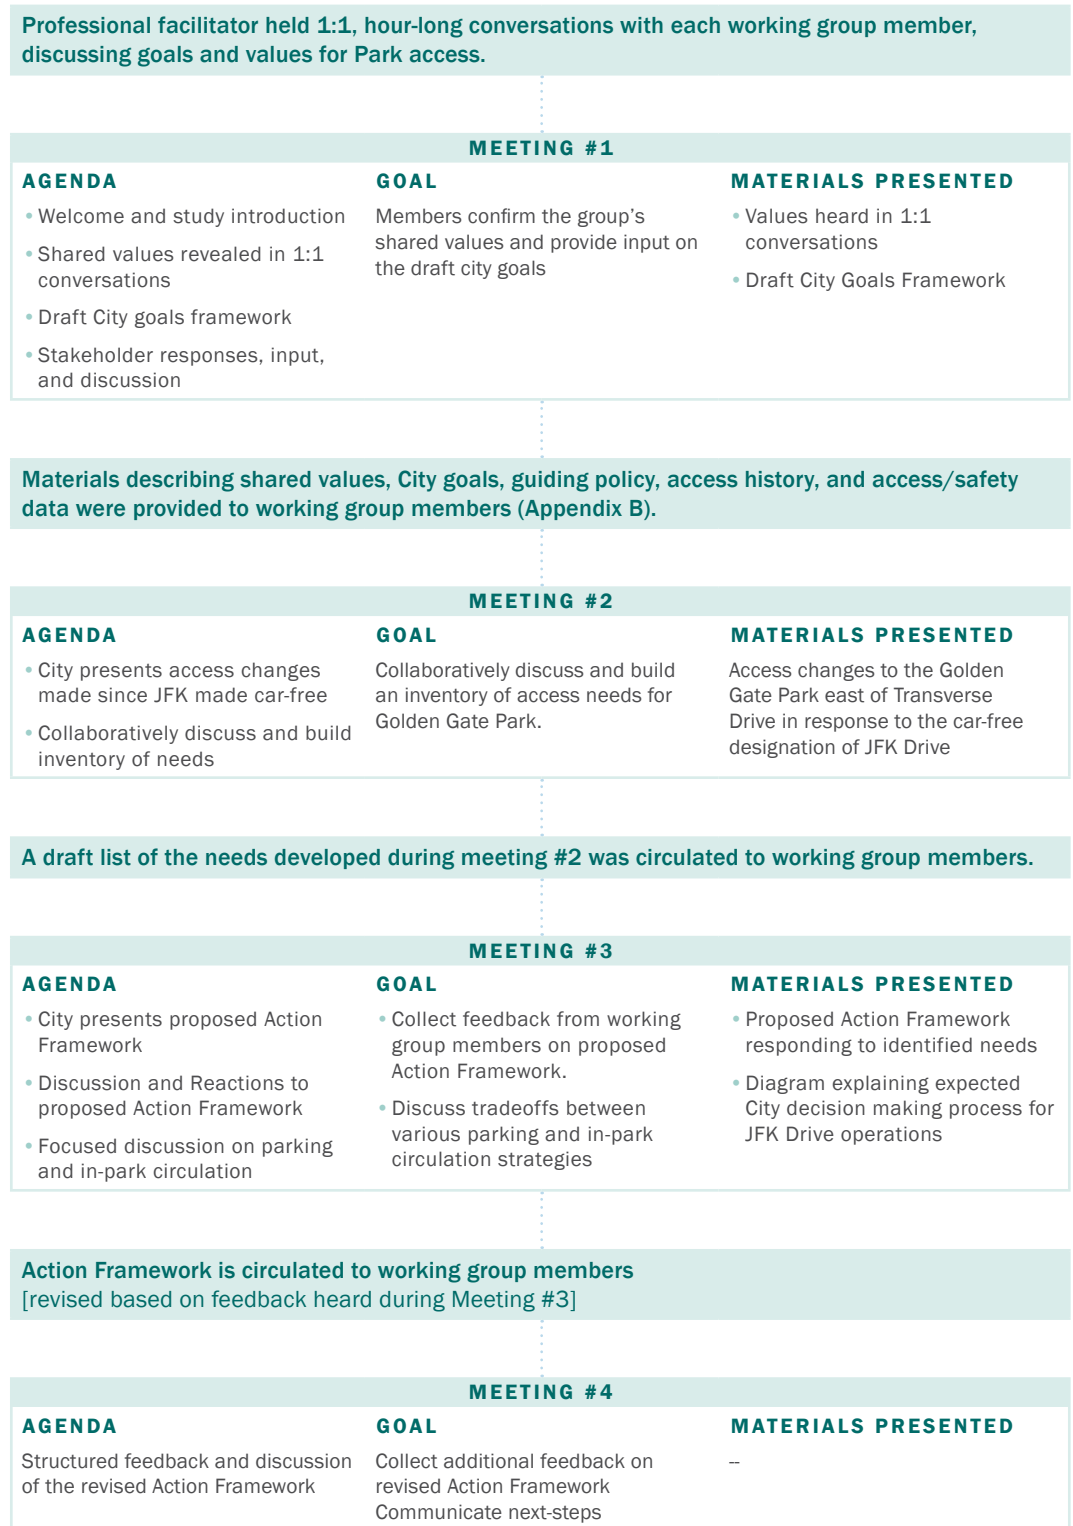 Professional facilitator held 1:1, hour-long conversations with each working group member,
discussing goals and values for Park access.
MEETING #1
AGENDA
• Welcome and study introduction
• Shared values revealed in 1:1
conversations
• Draft City goals framework
• Stakeholder responses, input,
and discussion
GOAL
Members confirm the group's
shared values and provide input on
the draft city goals
MATERIALS PRESENTED
• Values heard in 1:1
conversations
• Draft City Goals Framework
Materials describing shared values, City goals, guiding policy, access history, and access/safety
data were provided to working group members (Appendix B).
MEETING #2
AGENDA
• City presents access changes
made since JFK made car-free
• Collaboratively discuss and build
inventory of needs
GOAL
Collaboratively discuss and build
an inventory of access needs for
Golden Gate Park.
MATERIALS PRESENTED
Access changes to the Golden
Gate Park east of Transverse
Drive in response to the car-free
designation of JFK Drive
A draft list of the needs developed during meeting #2 was circulated to working group members.
MEETING #3
AGENDA
• City presents proposed Action
Framework
• Discussion and Reactions to
proposed Action Framework
• Focused discussion on parking
and in-park circulation
GOAL
• Collect feedback from working
group members on proposed
Action Framework.
• Discuss tradeoffs between
various parking and in-park
circulation strategies
MATERIALS PRESENTED
• Proposed Action Framework
responding to identified needs
• Diagram explaining expected
City decision making process for
JFK Drive operations
Action Framework is circulated to working group members
[revised based on feedback heard during Meeting #3]
MEETING #4
AGENDA
Structured feedback and discussion
of the revised Action Framework
GOAL
Collect additional feedback on
revised Action Framework
Communicate next-steps
MATERIALS PRESENTED
--